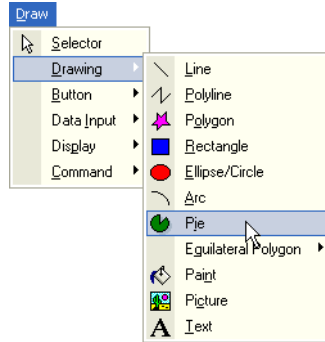 Draw
Selector
Drawing
Button
Data Input
Display
Command
Line
Polyline
Polygon
Rectangle
Ellipse/Circle
Arc
Pie
Eguilateral Polygon
Paint
Picture
Text